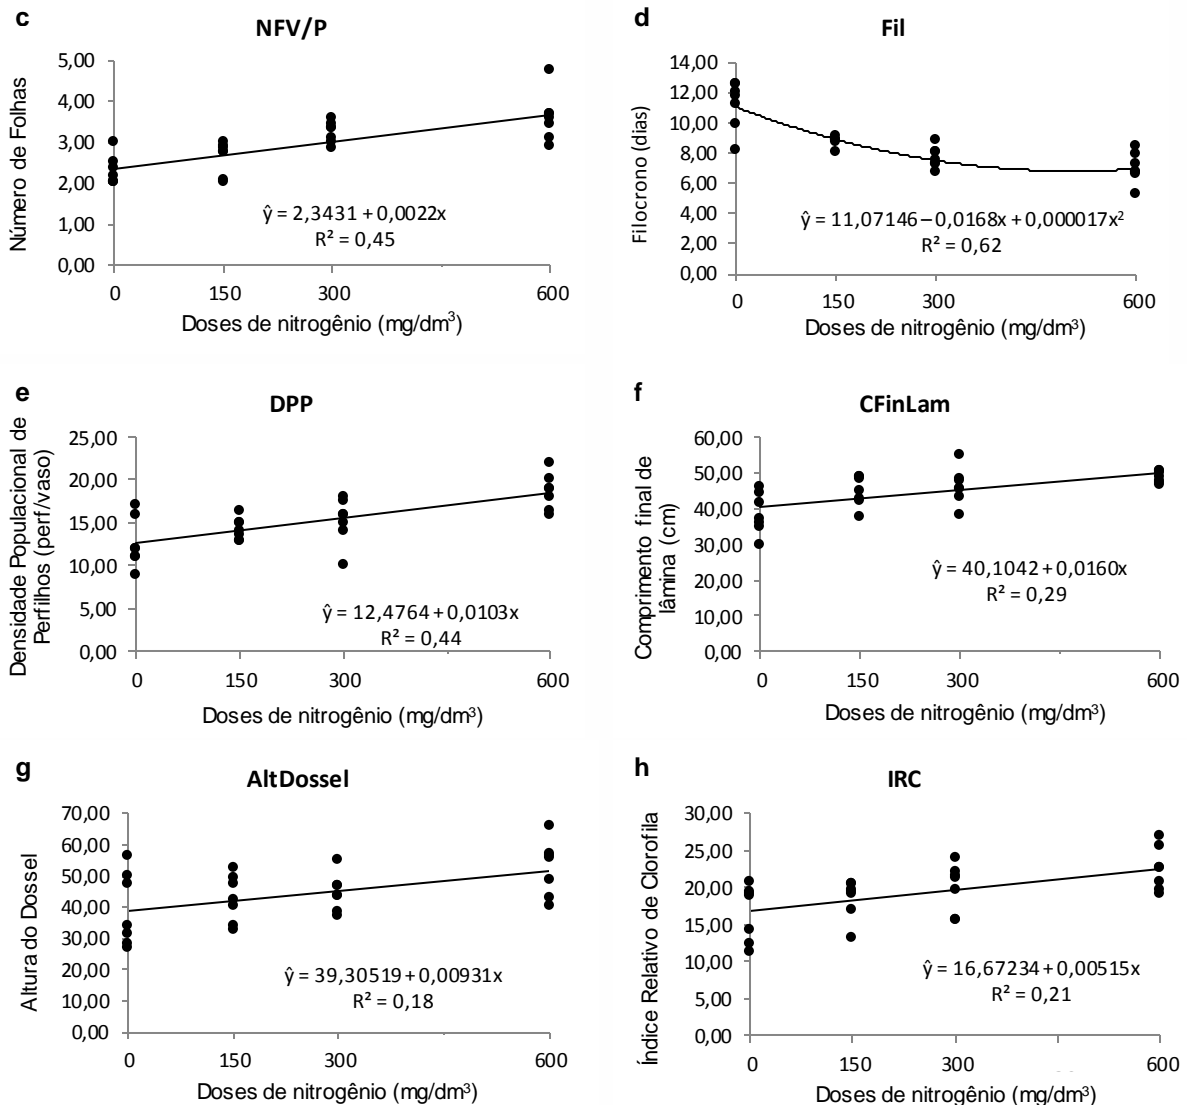 c
NFV/P
Número de Folhas
5,00
4,00
3,00
2,00
1,00
0,00
ŷ = 2,3431 + 0,0022x
R² = 0,45
0 150 300 600
Doses de nitrogênio (mg/dm³)
d
Fil
Filocrono (dias)
14,00
12,00
10,00
8,00
6,00
4,00
2,00
0,00
ŷ = 11,07146 – 0,0168x + 0,000017x²
R² = 0,62
0 150 300 600
Doses de nitrogênio (mg/dm³)
e
DPP
Densidade Populacional de
Perfilhos (perf/vaso)
25,00
20,00
15,00
10,00
5,00
0,00
ŷ = 12,4764 + 0,0103x
R² = 0,44
0 150 300 600
Doses de nitrogênio (mg/dm³)
f
CFinLam
Comprimento final de
lâmina (cm)
60,00
50,00
40,00
30,00
20,00
10,00
0,00
ŷ = 40,1042 + 0,0160x
R² = 0,29
0 150 300 600
Doses de nitrogênio (mg/dm³)
g
AltDossel
Altura do Dossel
70,00
60,00
50,00
40,00
30,00
20,00
10,00
0,00
ŷ = 39,30519 + 0,00931x
R² = 0,18
0 150 300 600
Doses de nitrogênio (mg/dm³)
h
IRC
Índice Relativo de Clorofila
30,00
25,00
20,00
15,00
10,00
5,00
0,00
ŷ = 16,67234 + 0,00515x
R² = 0,21
0 150 300 600
Doses de nitrogênio (mg/dm³)